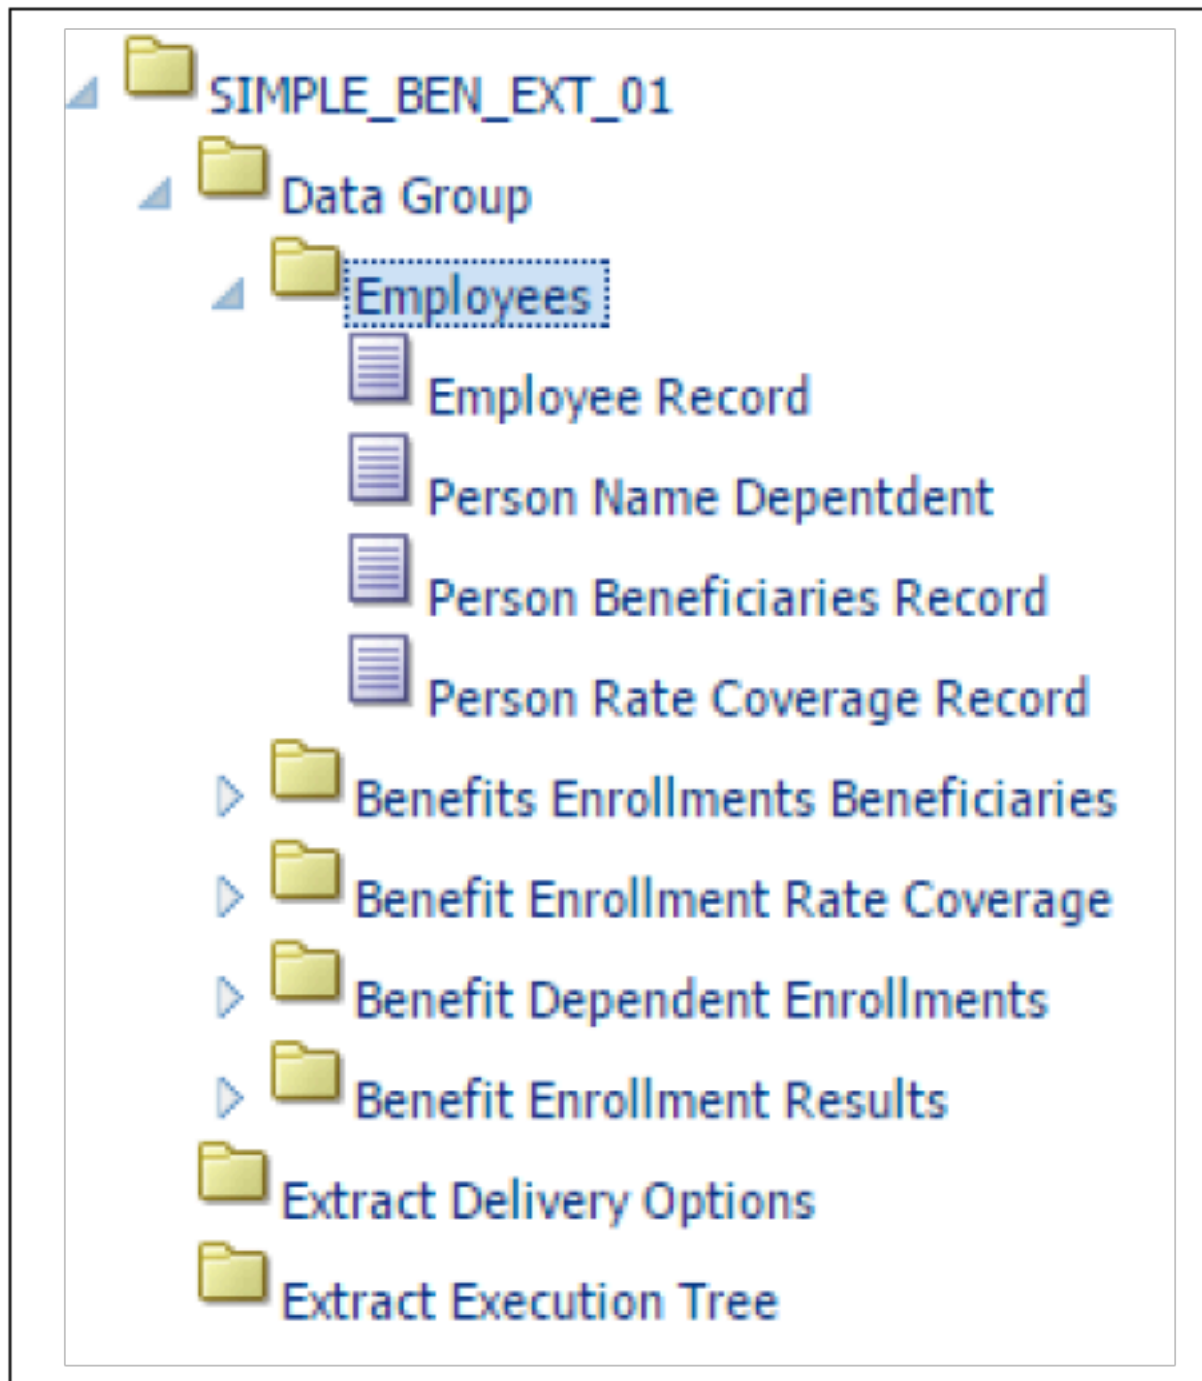 SIMPLE_BEN_EXT_01
Data Group
Employees
Employee Record
Person Name Depentdent
Person Beneficiaries Record
Person Rate Coverage Record
Benefits Enrollments Beneficiaries
Benefit Enrollment Rate Coverage
Benefit Dependent Enrollments
Benefit Enrollment Results
Extract Delivery Options
Extract Execution Tree